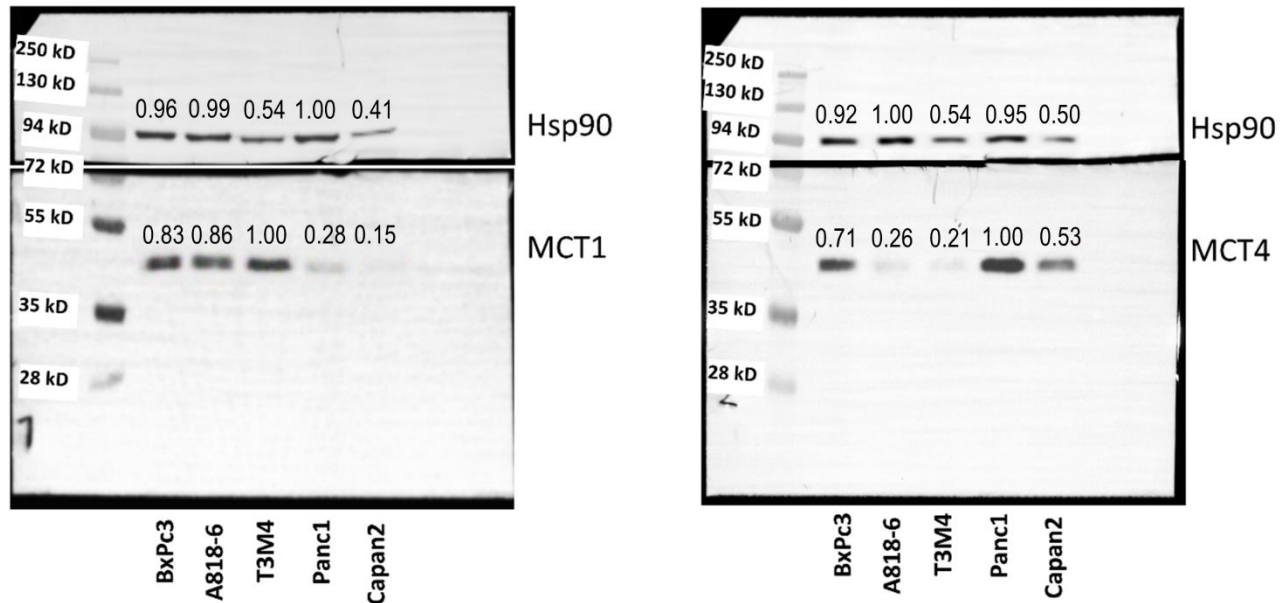 250 kD
130 kD
94 kD
72 kD
55 kD
35 kD
28 kD
0.96 0.99 0.54 1.00 0.41
Hsp90
0.83 0.86 1.00 0.28 0.15
MCT1
1
BxPc3
A818-6
T3M4
Panc1
Capan2
250 kD
130 kD
94 kD
72 kD
55 kD
35 kD
28 kD
0.92 1.00 0.54 0.95 0.50
Hsp90
0.71 0.26 0.21 1.00 0.53
MCT4
BxPc3
A818-6
T3M4
Panc1
Capan2